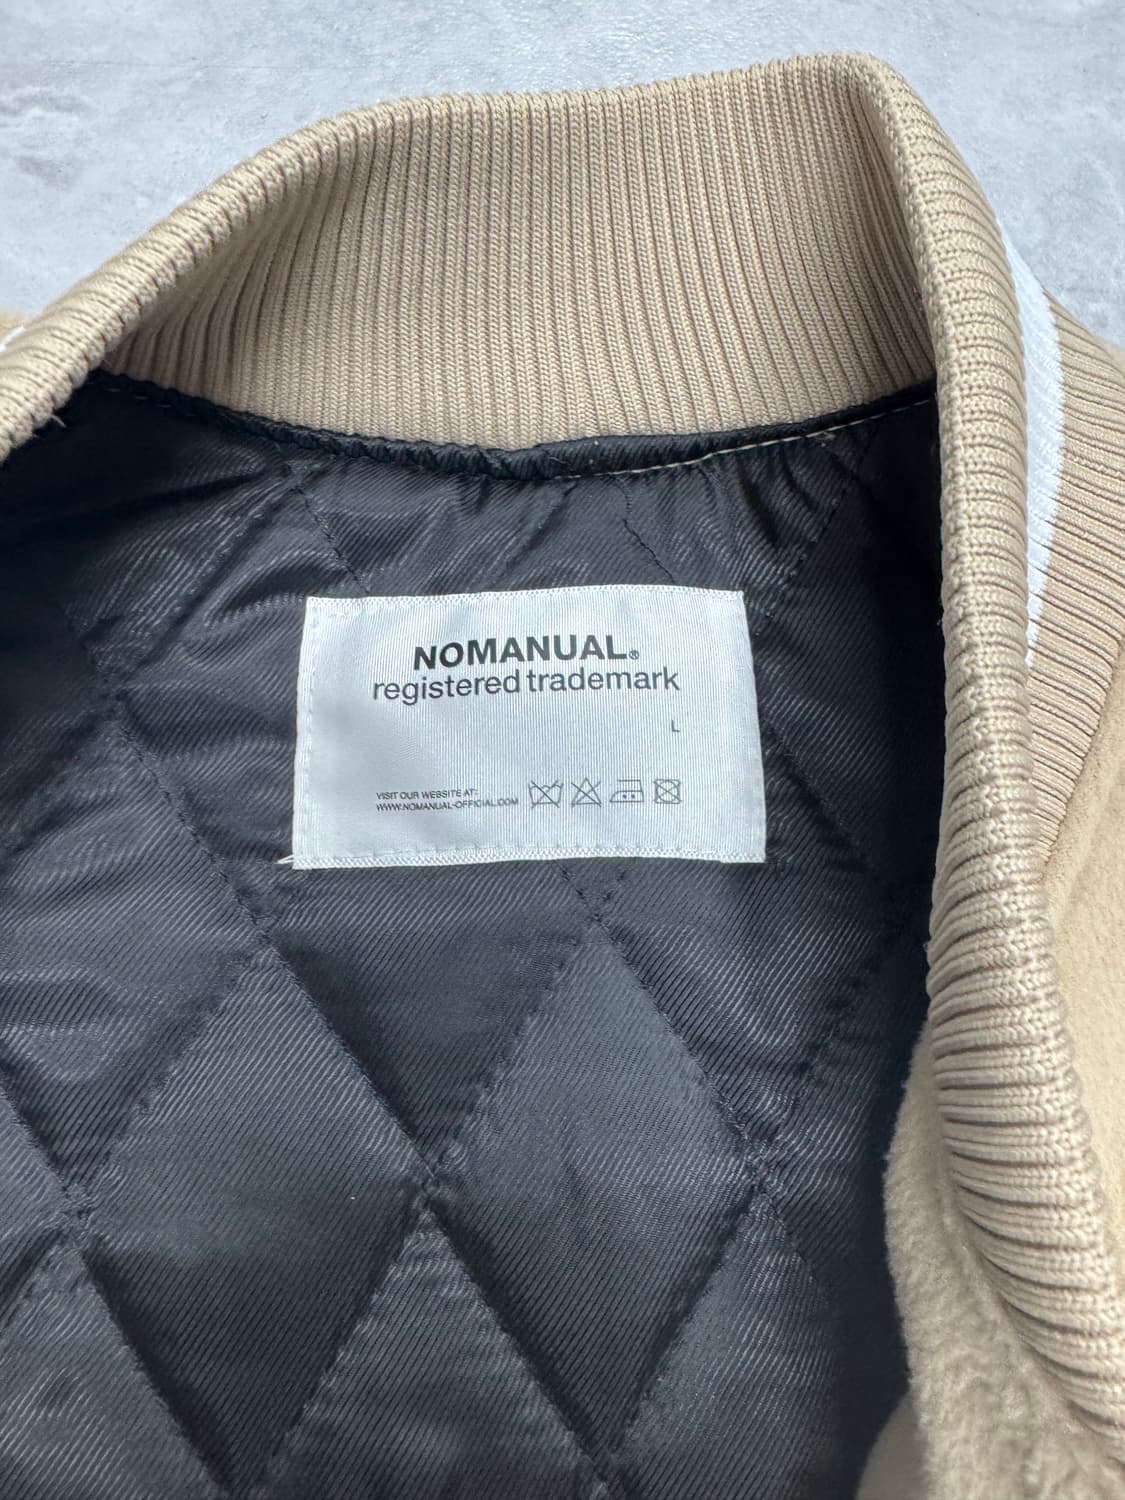 NOMANUAL®
registered trademark
L
VISIT OUR WEBSITE AT:
WWW.NOMANUAL-OFFICIAL.COM